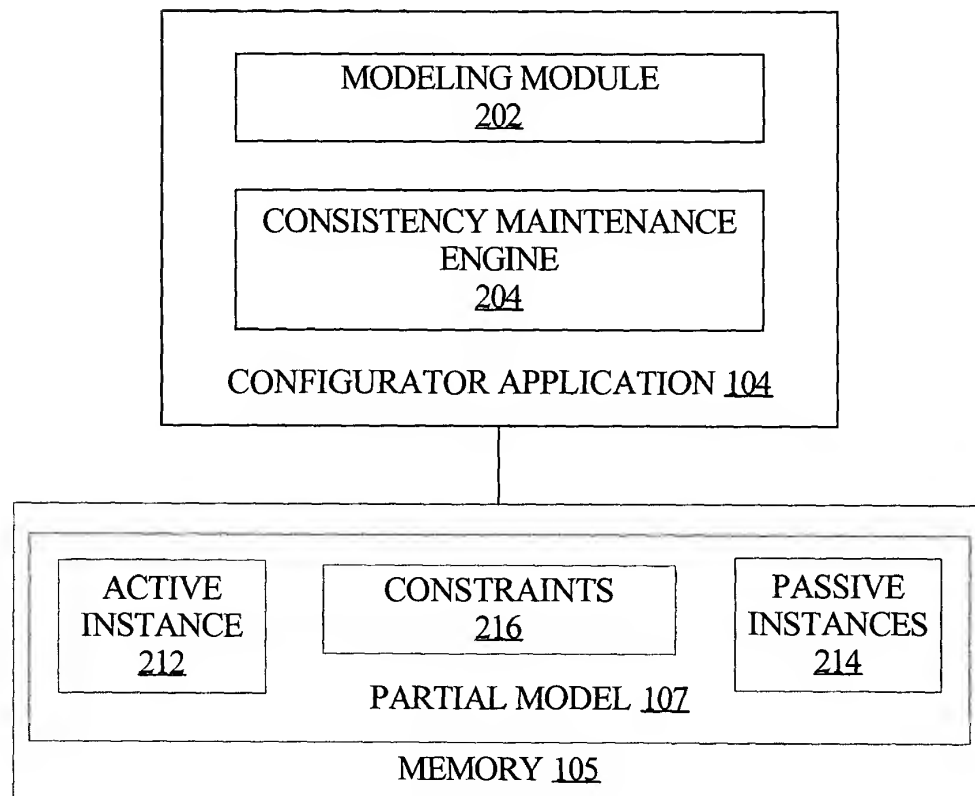 MODELING MODULE
202
CONSISTENCY MAINTENANCE
ENGINE
204
CONFIGURATOR APPLICATION 104
ACTIVE
INSTANCE
212
CONSTRAINTS
216
PASSIVE
INSTANCES
214
PARTIAL MODEL 107
MEMORY 105